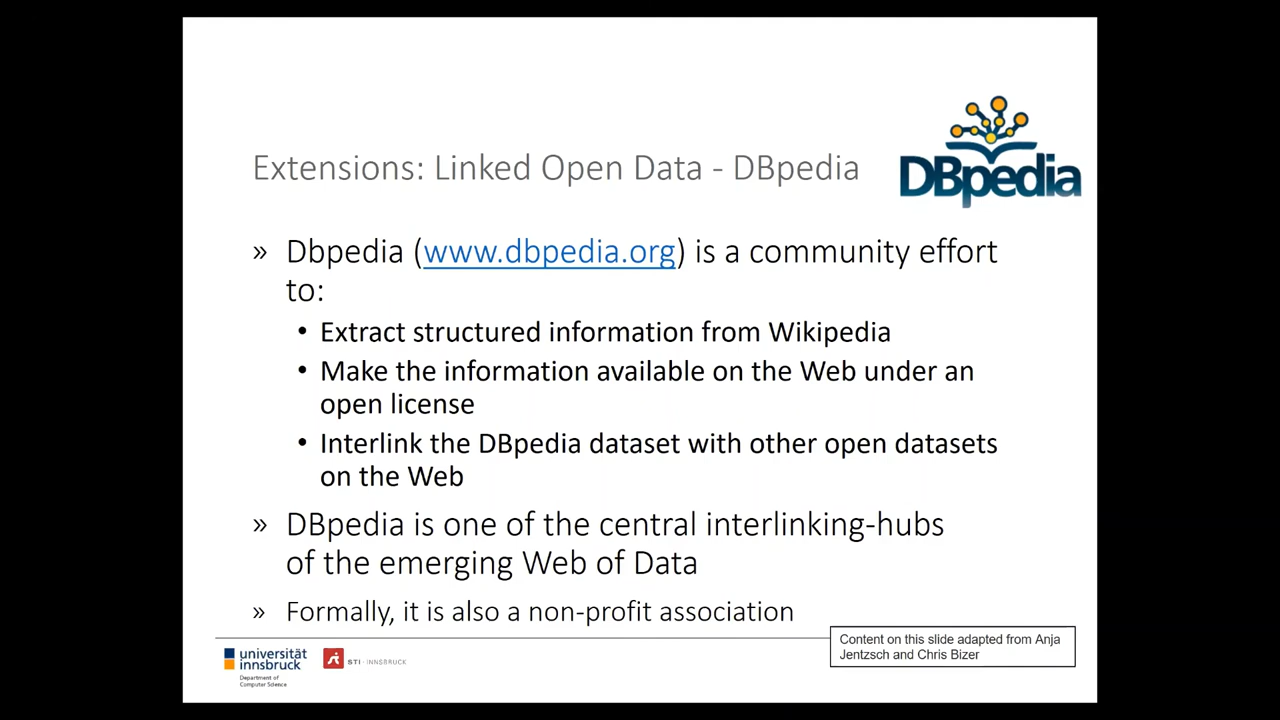 DBpedia
Extensions: Linked Open Data - DBpedia
» Dbpedia (www.dbpedia.org) is a community effort
to:
• Extract structured information from Wikipedia
• Make the information available on the Web under an
open license
• Interlink the DBpedia dataset with other open datasets
on the Web
» DBpedia is one of the central interlinking-hubs
of the emerging Web of Data
» Formally, it is also a non-profit association
Content on this slide adapted from Anja
Jentzsch and Chris Bizer
universität
innsbruck
Department of
Computer Science
STI · INNSBRUCK